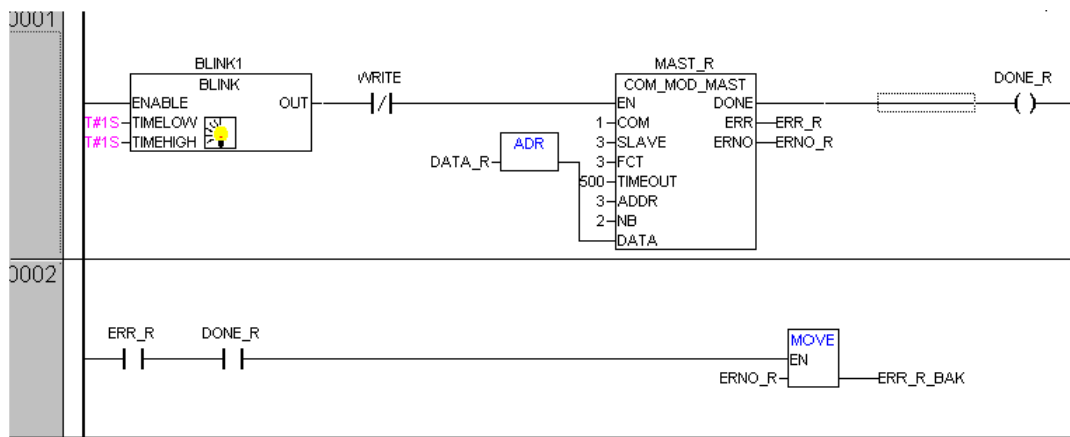 0001
BLINK1
BLINK
ENABLE OUT
T#1S TIMELOW
T#1S TIMEHIGH
WRITE
MAST_R
COM_MOD_MAST
EN DONE
1 COM ERR ERR_R
3 SLAVE ERNO ERNO_R
3 FCT
500 TIMEOUT
3 ADDR
2 NB
DATA
DATA_R ADR
DONE_R
0002
ERR_R DONE_R
MOVE
EN
ERNO_R ERR_R_BAK